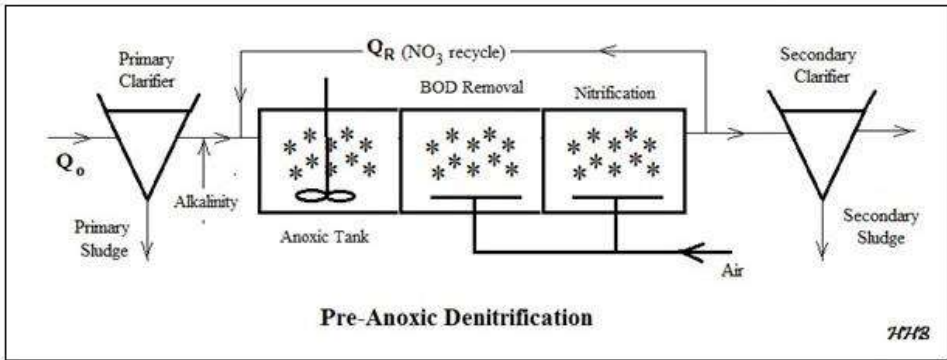 Primary
Clarifier
QR (NO3 recycle)
Secondary
Clarifier
BOD Removal
Nitrification
Qo
Alkalinity
Primary
Sludge
Anoxic Tank
Secondary
Sludge
Air
Pre-Anoxic Denitrification
HHB